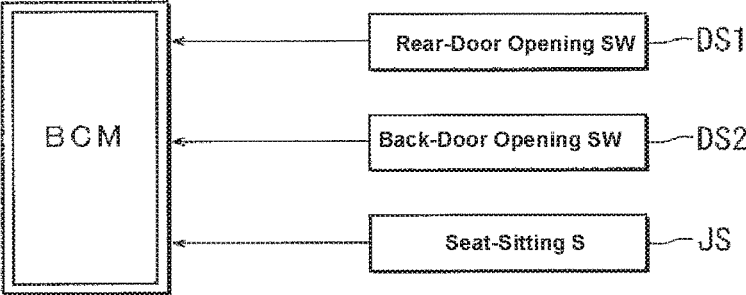 Rear-Door Opening SW DS1
BCM
Back-Door Opening SW DS2
Seat-Sitting S JS